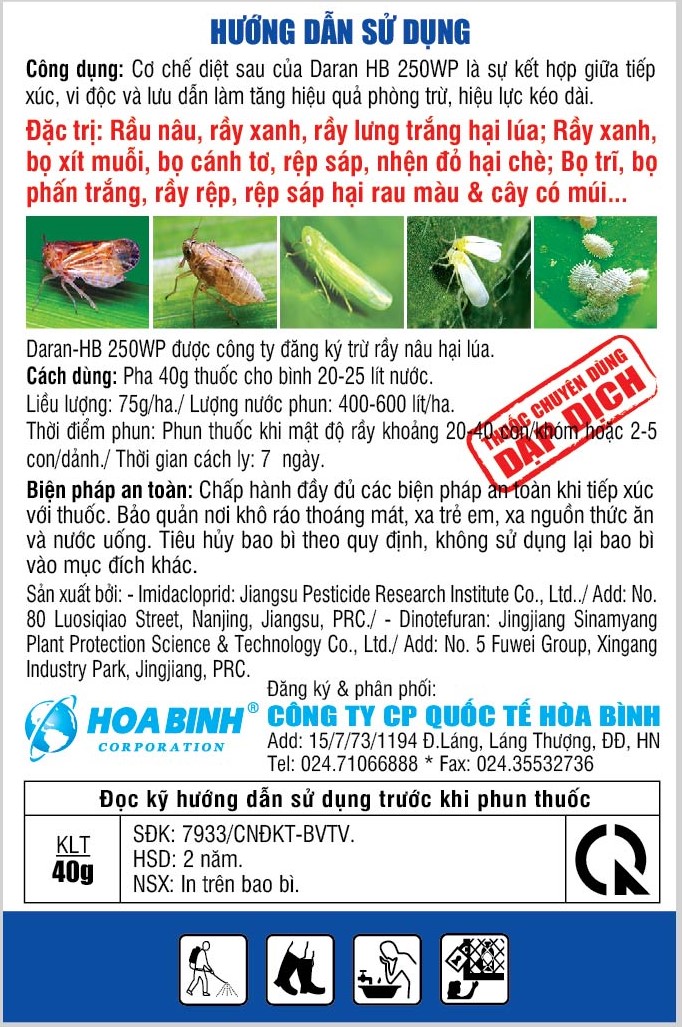 HƯỚNG DẪN SỬ DỤNG
Công dụng: Cơ chế diệt sau của Daran HB 250WP là sự kết hợp giữa tiếp
xúc, vi độc và lưu dẫn làm tăng hiệu quả phòng trừ, hiệu lực kéo dài.
Đặc trị: Rầu nâu, rầy xanh, rầy lưng trắng hại lúa; Rầy xanh,
bọ xít muỗi, bọ cánh tơ, rệp sáp, nhện đỏ hại chè; Bọ trĩ, bọ
phấn trắng, rầy rệp, rệp sáp hại rau màu & cây có múi...
Daran-HB 250WP được công ty đăng ký trừ rầy nâu hại lúa.
Cách dùng: Pha 40g thuốc cho bình 20-25 lít nước.
Liều lượng: 75g/ha./ Lượng nước phun: 400-600 lít/ha.
THUỐC CHUYÊN DÙNG
DẬP DỊCH
Thời điểm phun: Phun thuốc khi mật độ rầy khoảng 20-40 con/khóm hoặc 2-5
con/dảnh./ Thời gian cách ly: 7 ngày.
Biện pháp an toàn: Chấp hành đầy đủ các biện pháp an toàn khi tiếp xúc
với thuốc. Bảo quản nơi khô ráo thoáng mát, xa trẻ em, xa nguồn thức ăn
và nước uống. Tiêu hủy bao bì theo quy định, không sử dụng lại bao bì
vào mục đích khác.
Sản xuất bởi: - Imidacloprid: Jiangsu Pesticide Research Institute Co., Ltd../ Add: No.
80 Luosiqiao Street, Nanjing, Jiangsu, PRC./ - Dinotefuran: Jingjiang Sinamyang
Plant Protection Science & Technology Co., Ltd./ Add: No. 5 Fuwei Group, Xingang
Industry Park, Jingjiang, PRC.
Đăng ký & phân phối:
HOA BINH ®
CORPORATION
CÔNG TY CP QUỐC TẾ HÒA BÌNH
Add: 15/7/73/1194 Đ.Láng, Láng Thượng, ĐĐ, HN
Tel: 024.71066888 * Fax: 024.35532736
Đọc kỹ hướng dẫn sử dụng trước khi phun thuốc
KLT
40g
SĐK: 7933/CNĐKT-BVTV.
HSD: 2 năm.
NSX: In trên bao bì.